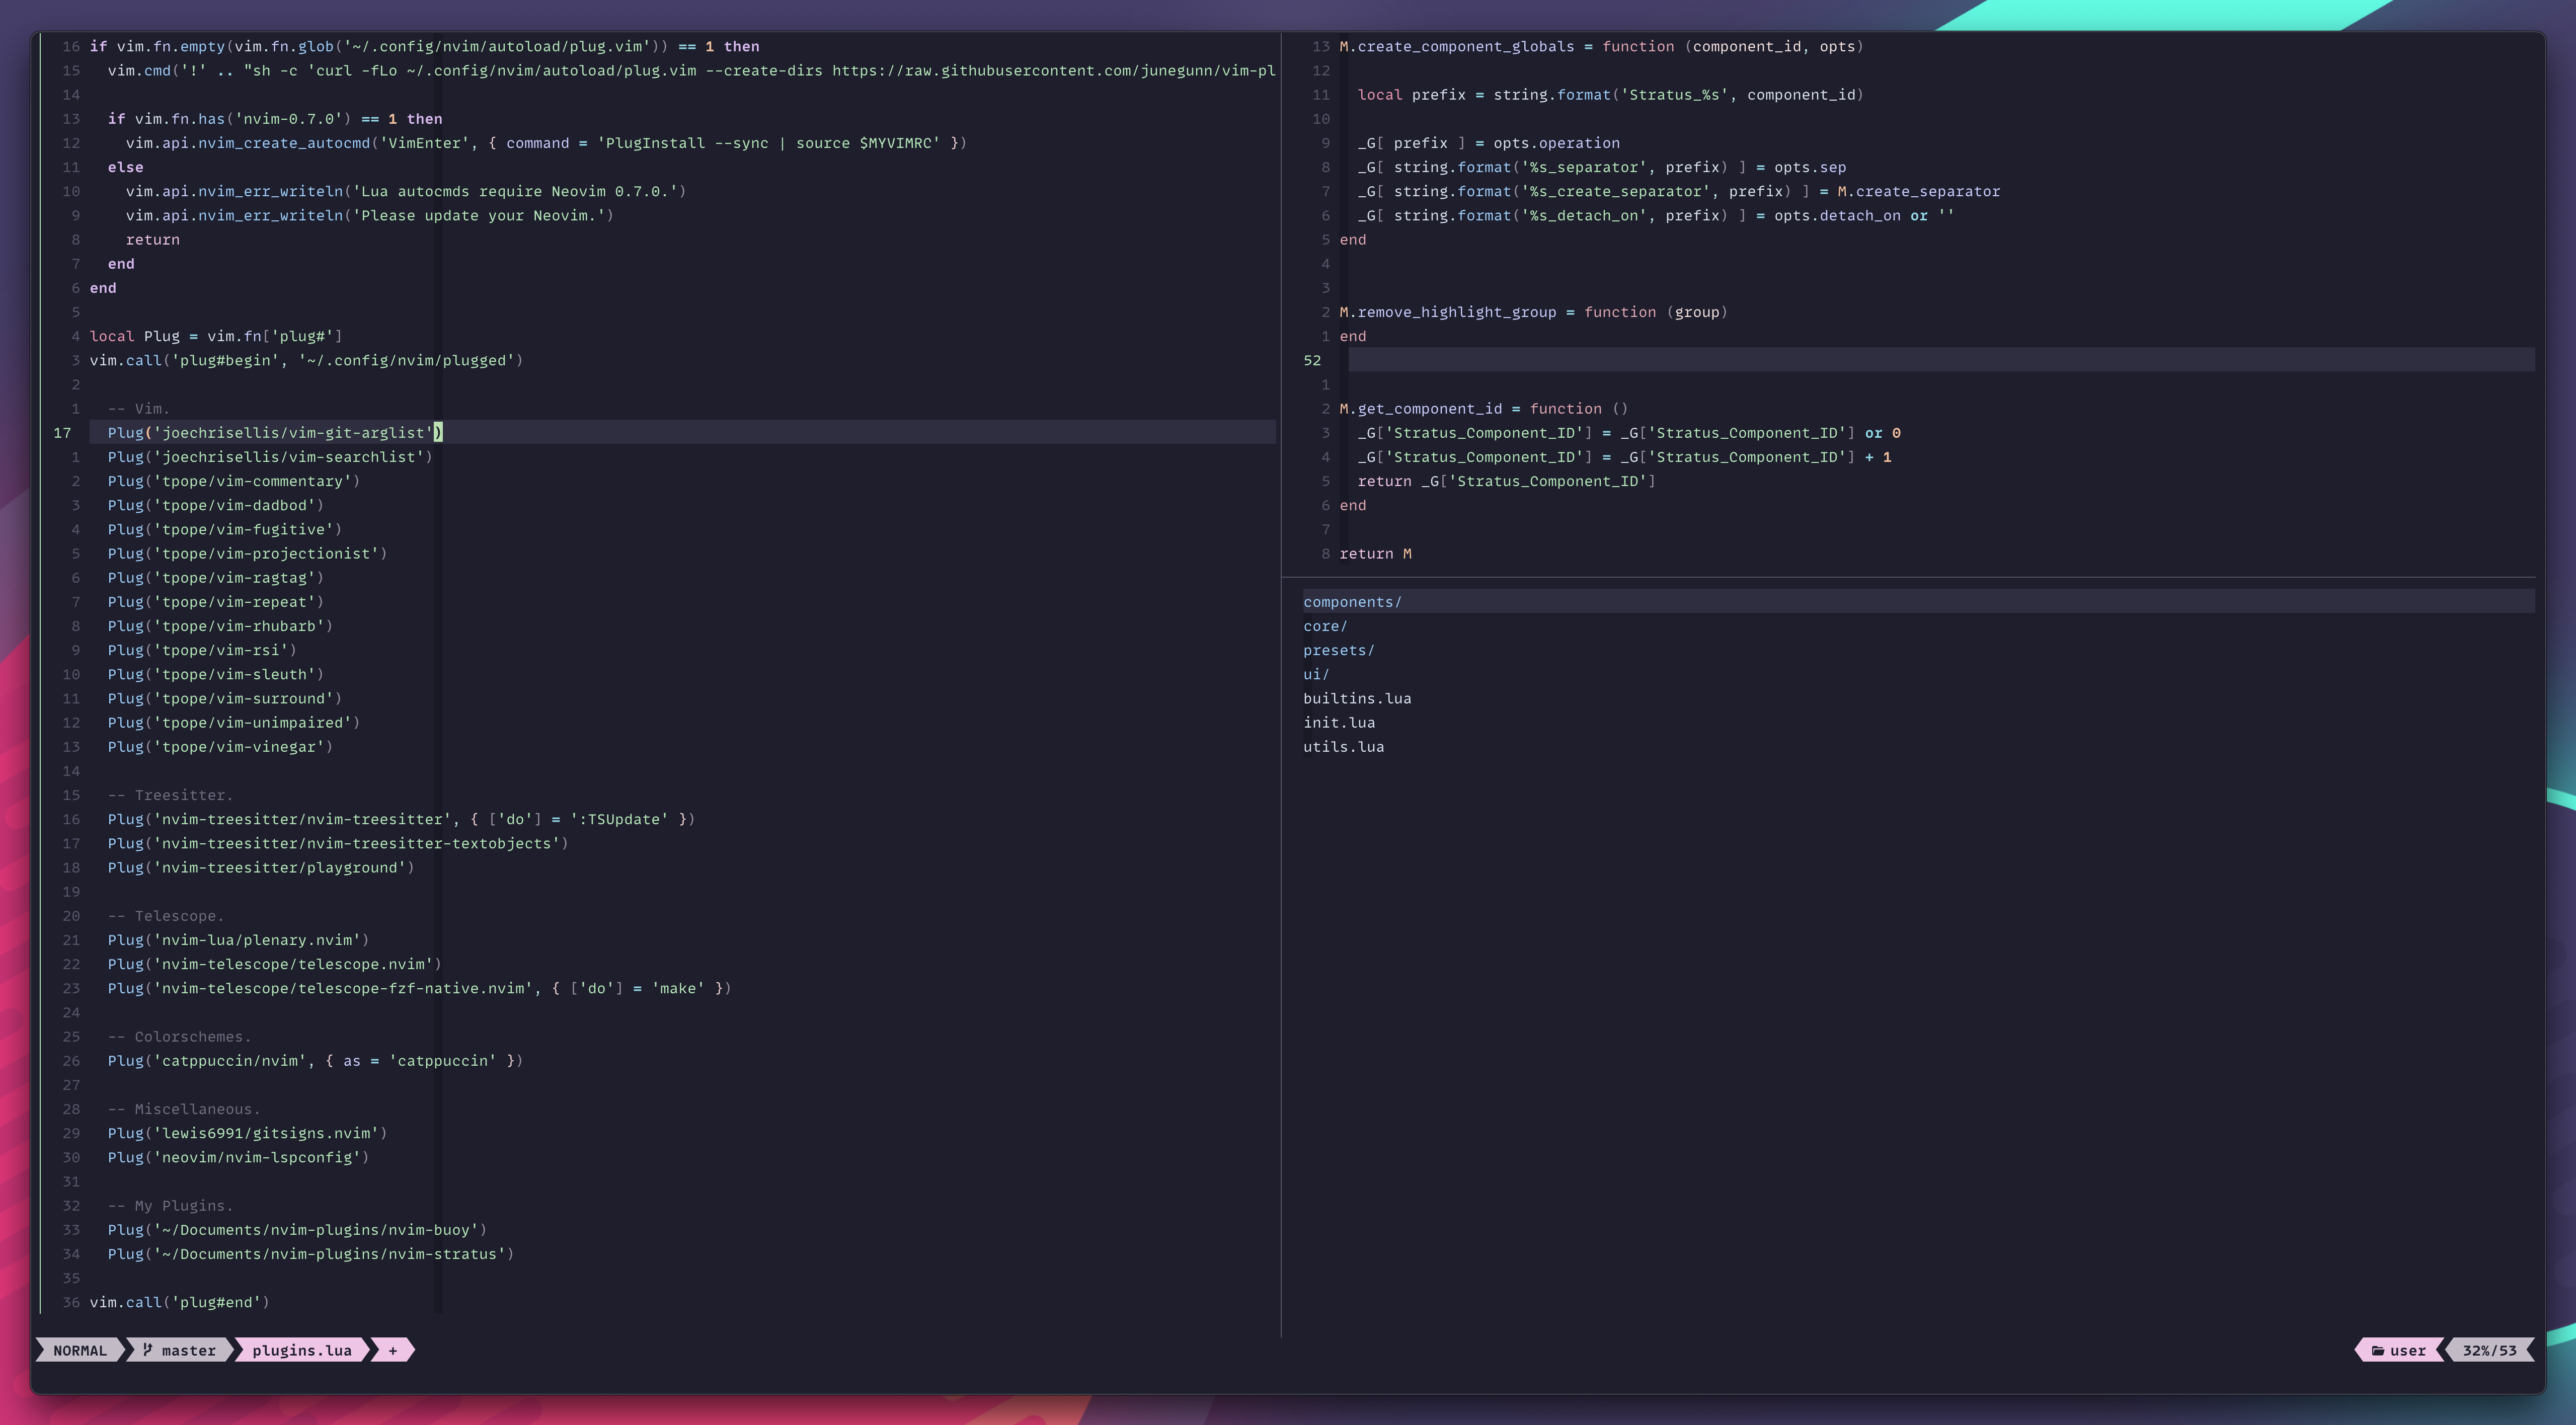 16 if vim.fn.empty(vim.fn.glob('~/.config/nvim/autoload/plug.vim')) == 1 then
15   vim.cmd('!' .. "sh -c 'curl -fLo ~/.config/nvim/autoload/plug.vim --create-dirs https://raw.githubusercontent.com/junegunn/vim-pl
14
13   if vim.fn.has('nvim-0.7.0') == 1 then
12     vim.api.nvim_create_autocmd('VimEnter', { command = 'PlugInstall --sync | source $MYVIMRC' })
11   else
10     vim.api.nvim_err_writeln('Lua autocmds require Neovim 0.7.0.')
9     vim.api.nvim_err_writeln('Please update your Neovim.')
8     return
7   end
6 end
5
4 local Plug = vim.fn['plug#']
3 vim.call('plug#begin', '~/.config/nvim/plugged')
2
1   -- Vim.
17   Plug('joechrisellis/vim-git-arglist')
1   Plug('joechrisellis/vim-searchlist')
2   Plug('tpope/vim-commentary')
3   Plug('tpope/vim-dadbod')
4   Plug('tpope/vim-fugitive')
5   Plug('tpope/vim-projectionist')
6   Plug('tpope/vim-ragtag')
7   Plug('tpope/vim-repeat')
8   Plug('tpope/vim-rhubarb')
9   Plug('tpope/vim-rsi')
10   Plug('tpope/vim-sleuth')
11   Plug('tpope/vim-surround')
12   Plug('tpope/vim-unimpaired')
13   Plug('tpope/vim-vinegar')
14
15   -- Treesitter.
16   Plug('nvim-treesitter/nvim-treesitter', { ['do'] = ':TSUpdate' })
17   Plug('nvim-treesitter/nvim-treesitter-textobjects')
18   Plug('nvim-treesitter/playground')
19
20   -- Telescope.
21   Plug('nvim-lua/plenary.nvim')
22   Plug('nvim-telescope/telescope.nvim')
23   Plug('nvim-telescope/telescope-fzf-native.nvim', { ['do'] = 'make' })
24
25   -- Colorschemes.
26   Plug('catppuccin/nvim', { as = 'catppuccin' })
27
28   -- Miscellaneous.
29   Plug('lewis6991/gitsigns.nvim')
30   Plug('neovim/nvim-lspconfig')
31
32   -- My Plugins.
33   Plug('~/Documents/nvim-plugins/nvim-buoy')
34   Plug('~/Documents/nvim-plugins/nvim-stratus')
35
36 vim.call('plug#end')
13 M.create_component_globals = function (component_id, opts)
12
11   local prefix = string.format('Stratus_%s', component_id)
10
9   _G[ prefix ] = opts.operation
8   _G[ string.format('%s_separator', prefix) ] = opts.sep
7   _G[ string.format('%s_create_separator', prefix) ] = M.create_separator
6   _G[ string.format('%s_detach_on', prefix) ] = opts.detach_on or ''
5 end
4
3
2 M.remove_highlight_group = function (group)
1 end
52
1
2 M.get_component_id = function ()
3   _G['Stratus_Component_ID'] = _G['Stratus_Component_ID'] or 0
4   _G['Stratus_Component_ID'] = _G['Stratus_Component_ID'] + 1
5   return _G['Stratus_Component_ID']
6 end
7
8 return M
components/
core/
presets/
ui/
builtins.lua
init.lua
utils.lua
NORMAL master plugins.lua + user 32%/53